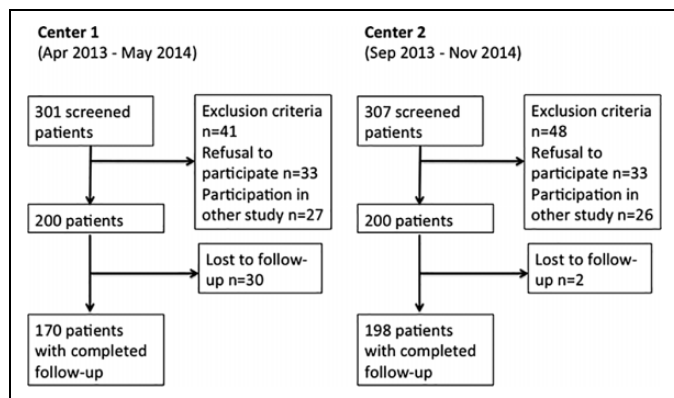 Center 1
(Apr 2013 - May 2014)
301 screened
patients
Exclusion criteria
n=41
Refusal to
participate n=33
Participation in
other study n=27
200 patients
Lost to follow-
up n=30
170 patients
with completed
follow-up
Center 2
(Sep 2013 - Nov 2014)
307 screened
patients
Exclusion criteria
n=48
Refusal to
participate n=33
Participation in
other study n=26
200 patients
Lost to follow-
up n=2
198 patients
with completed
follow-up